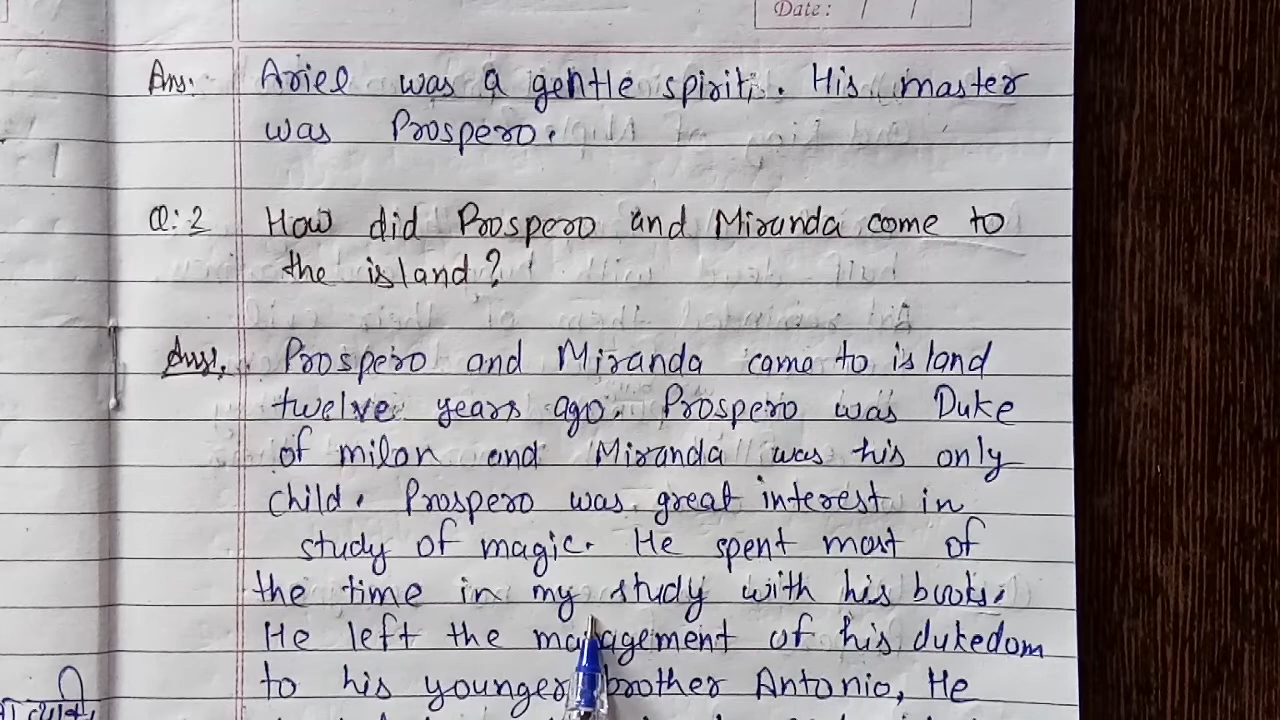 Date: / /
Ans. Ariel was a gentle spirit. His master
was Prospero.
Q:2 How did Prospero and Miranda come to
the island?
Ans. Prospero and Miranda came to island
twelve years ago. Prospero was Duke
of milan and Miranda was his only
child. Prospero was great interest in
study of magic. He spent most of
the time in my study with his books.
He left the management of his dukedom
to his younger brother Antonio, He